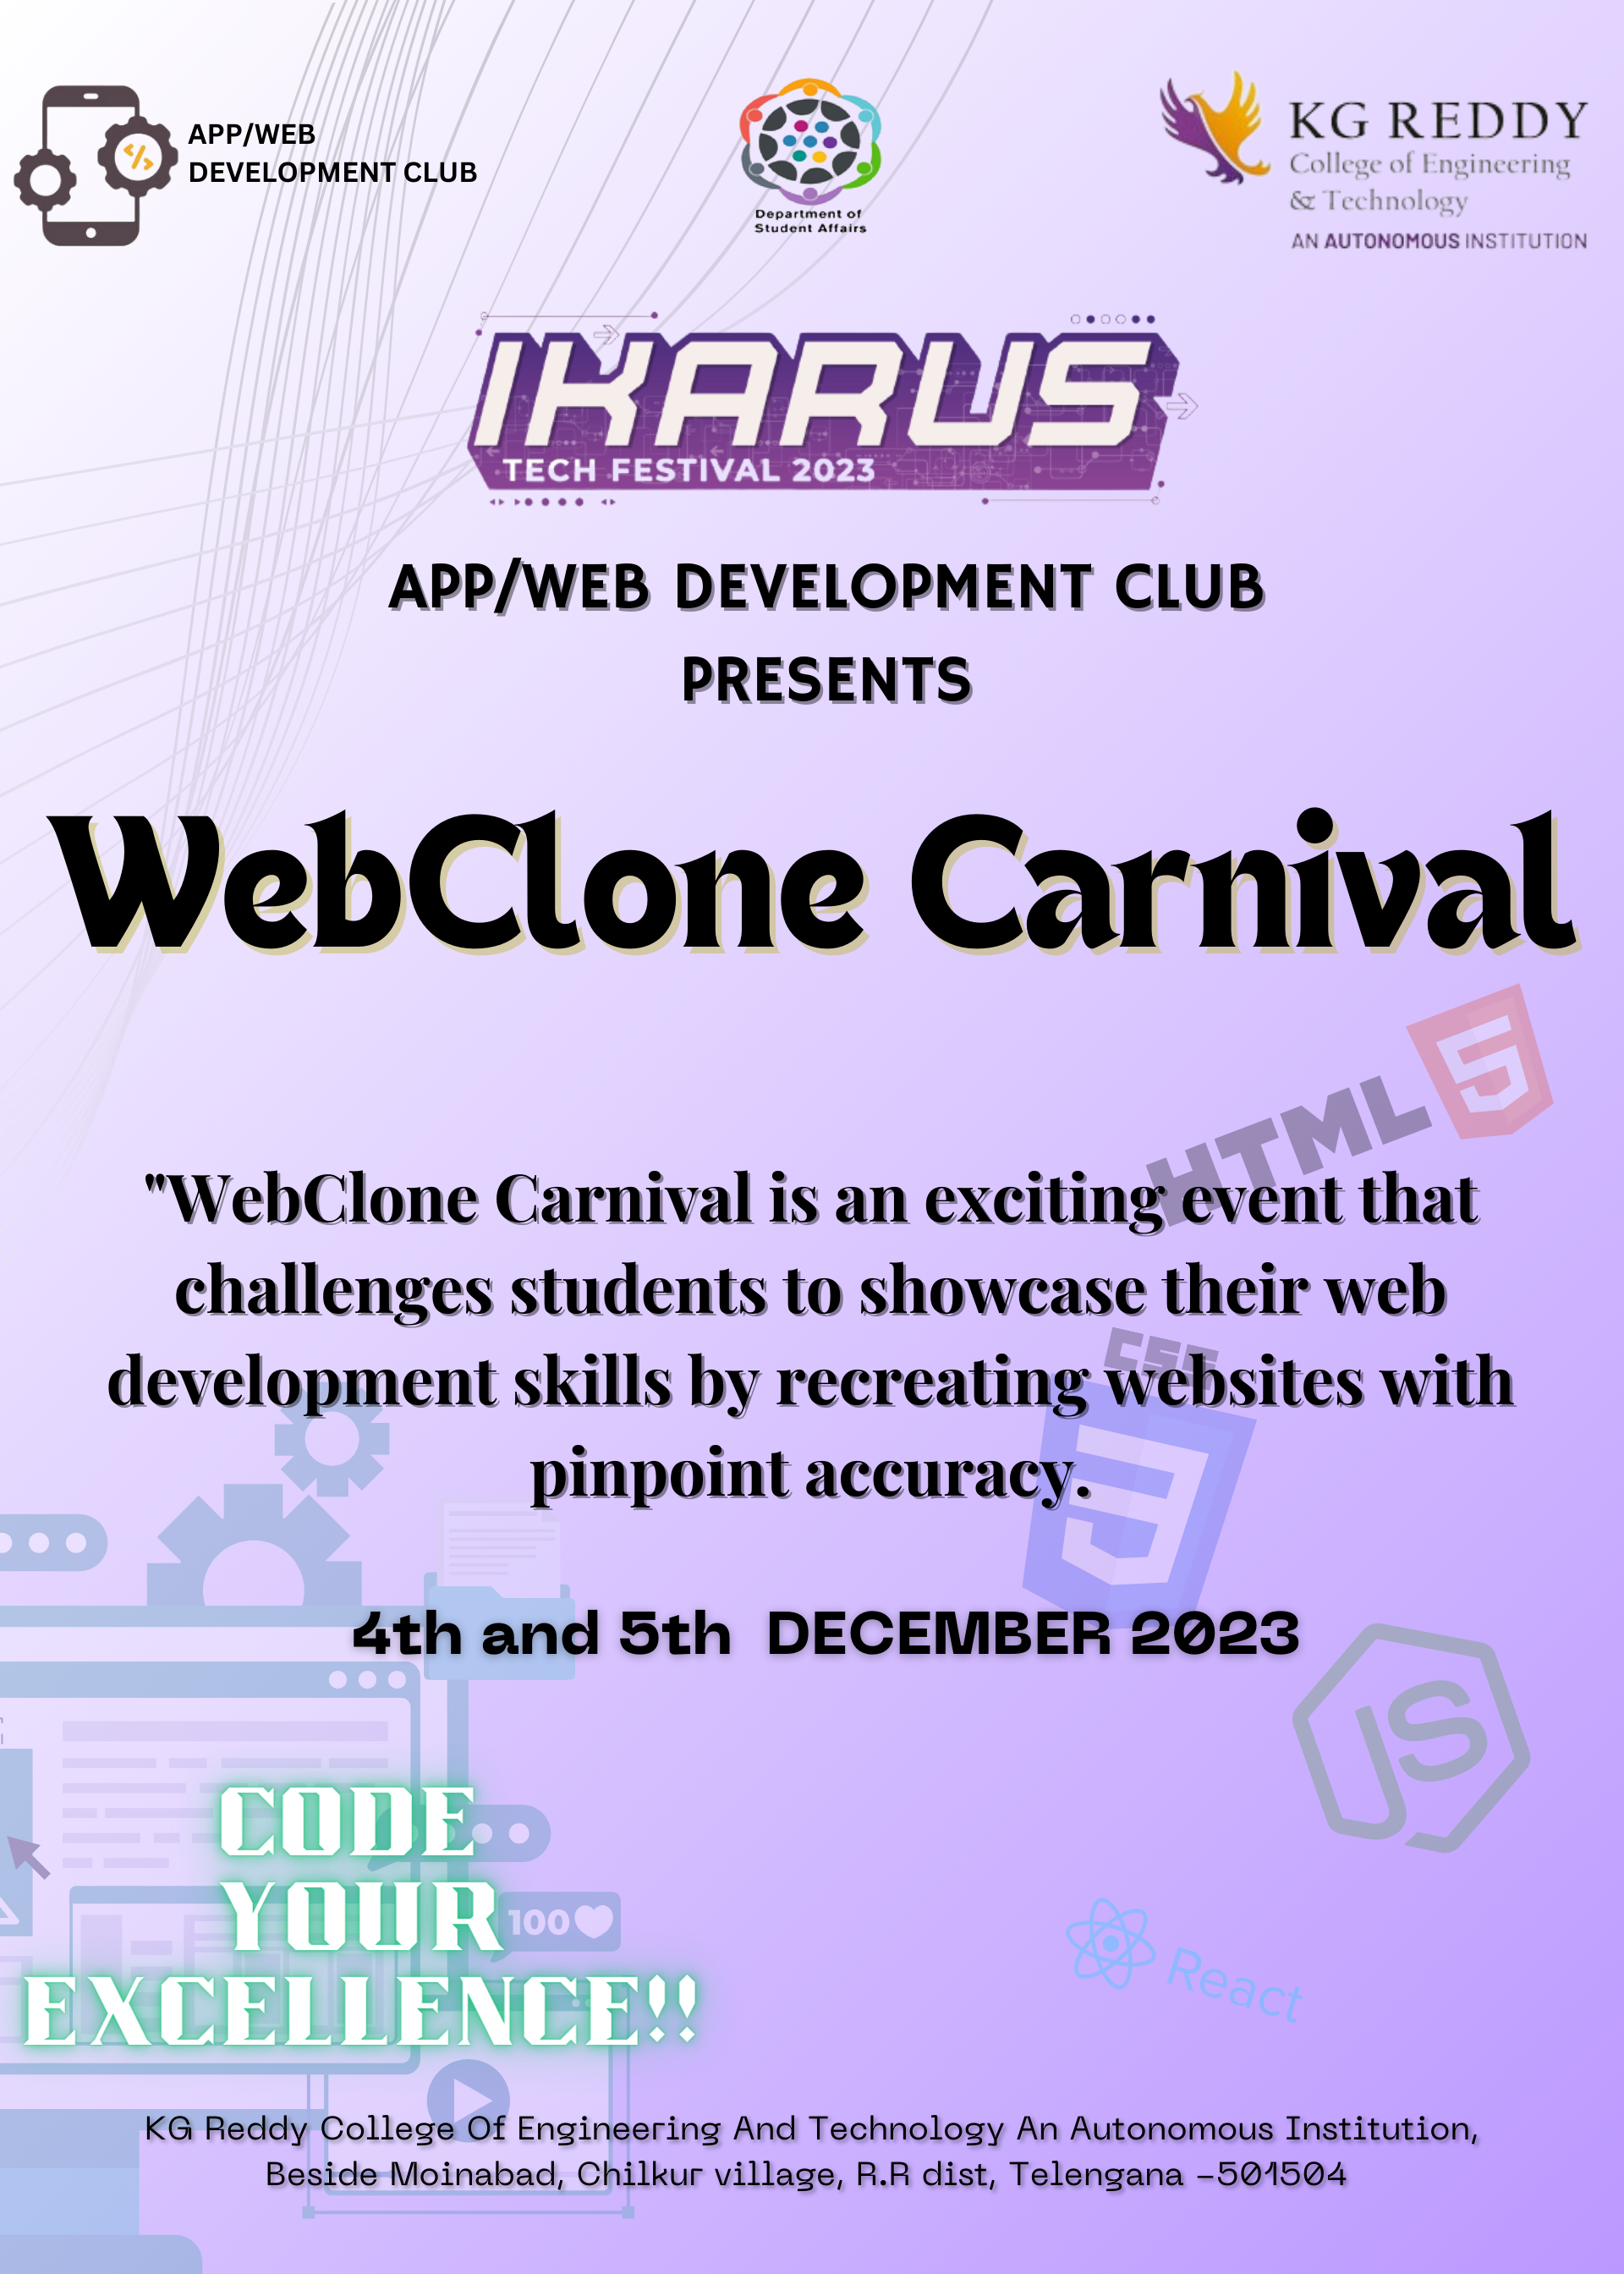 APP/WEB
DEVELOPMENT CLUB
Department of
Student Affairs
KG REDDY
College of Engineering
& Technology
AN AUTONOMOUS INSTITUTION
IKARUS
TECH FESTIVAL 2023
APP/WEB DEVELOPMENT CLUB
PRESENTS
WebClone Carnival
HTML 5
"WebClone Carnival is an exciting event that
challenges students to showcase their web
development skills by recreating websites with
pinpoint accuracy.
CSS
3
4th and 5th DECEMBER 2023
JS
CODE
YOUR
EXCELLENCE!!
100
React
KG Reddy College Of Engineering And Technology An Autonomous Institution,
Beside Moinabad, Chilkur village, R.R dist, Telengana -501504